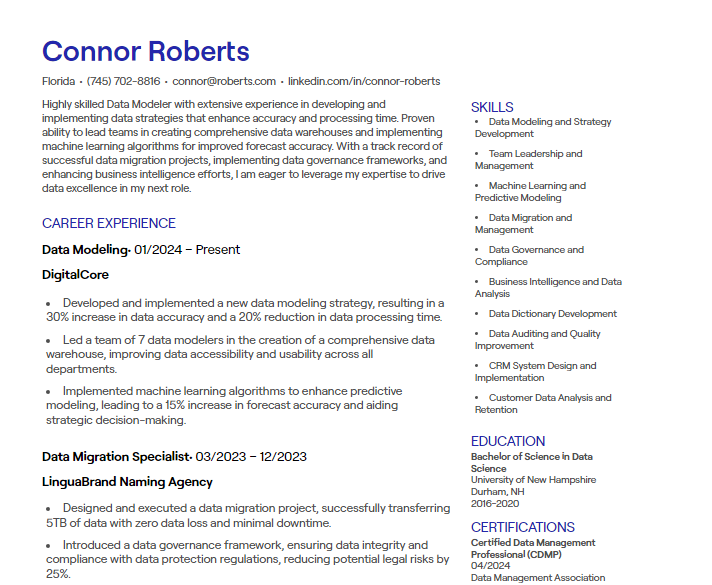 Connor Roberts
Florida • (745) 702-8816 • connor@roberts.com • linkedin.com/in/connor-roberts
Highly skilled Data Modeler with extensive experience in developing and
implementing data strategies that enhance accuracy and processing time. Proven
ability to lead teams in creating comprehensive data warehouses and implementing
machine learning algorithms for improved forecast accuracy. With a track record of
successful data migration projects, implementing data governance frameworks, and
enhancing business intelligence efforts, I am eager to leverage my expertise to drive
data excellence in my next role.
CAREER EXPERIENCE
Data Modeling• 01/2024 – Present
DigitalCore
• Developed and implemented a new data modeling strategy, resulting in a
30% increase in data accuracy and a 20% reduction in data processing time.
• Led a team of 7 data modelers in the creation of a comprehensive data
warehouse, improving data accessibility and usability across all
departments.
• Implemented machine learning algorithms to enhance predictive
modeling, leading to a 15% increase in forecast accuracy and aiding
strategic decision-making.
Data Migration Specialist• 03/2023 – 12/2023
LinguaBrand Naming Agency
• Designed and executed a data migration project, successfully transferring
5TB of data with zero data loss and minimal downtime.
• Introduced a data governance framework, ensuring data integrity and
compliance with data protection regulations, reducing potential legal risks by
25%.
SKILLS
• Data Modeling and Strategy
Development
• Team Leadership and
Management
• Machine Learning and
Predictive Modeling
• Data Migration and
Management
• Data Governance and
Compliance
• Business Intelligence and Data
Analysis
• Data Dictionary Development
• Data Auditing and Quality
Improvement
• CRM System Design and
Implementation
• Customer Data Analysis and
Retention
EDUCATION
Bachelor of Science in Data
Science
University of New Hampshire
Durham, NH
2016-2020
CERTIFICATIONS
Certified Data Management
Professional (CDMP)
04/2024
Data Management Association